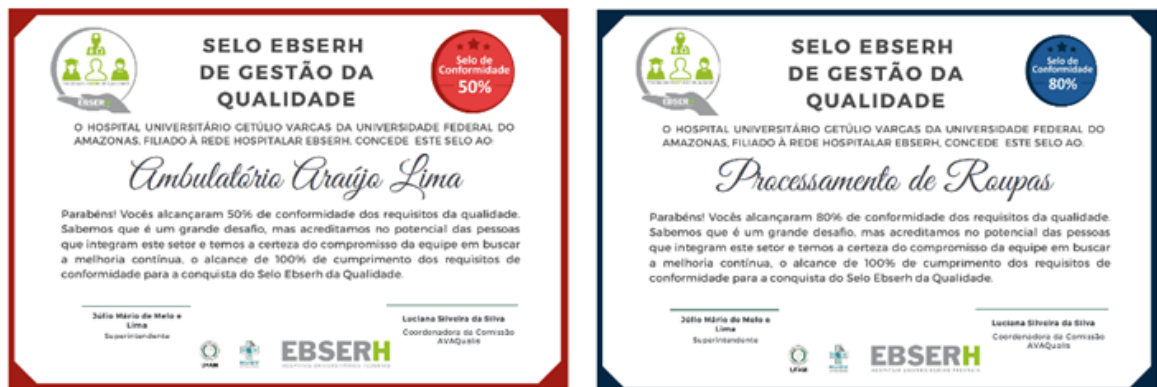 SELO EBSERH
DE GESTÃO DA
QUALIDADE
Selo de
Conformidade
50%
EBSERH
O HOSPITAL UNIVERSITÁRIO GETÚLIO VARGAS DA UNIVERSIDADE FEDERAL DO
AMAZONAS, FILIADO À REDE HOSPITALAR EBSERH, CONCEDE ESTE SELO AO:
Ambulatório Araújo Lima
Parabéns! Vocês alcançaram 50% de conformidade dos requisitos da qualidade.
Sabemos que é um grande desafio, mas acreditamos no potencial das pessoas
que integram este setor e temos a certeza do compromisso da equipe em buscar
a melhoria contínua, o alcance de 100% de cumprimento dos requisitos de
conformidade para a conquista do Selo Ebserh da Qualidade.
Júlio Mário de Melo e
Lima
Superintendente
Luciana Silveira da Silva
Coordenadora da Comissão
AVAQualis
UFAM
EBSERH
HOSPITAIS UNIVERSITÁRIOS FEDERAIS
SELO EBSERH
DE GESTÃO DA
QUALIDADE
Selo de
Conformidade
80%
EBSERH
O HOSPITAL UNIVERSITÁRIO GETÚLIO VARGAS DA UNIVERSIDADE FEDERAL DO
AMAZONAS, FILIADO À REDE HOSPITALAR EBSERH, CONCEDE ESTE SELO AO:
Processamento de Roupas
Parabéns! Vocês alcançaram 80% de conformidade dos requisitos da qualidade.
Sabemos que é um grande desafio, mas acreditamos no potencial das pessoas
que integram este setor e temos a certeza do compromisso da equipe em buscar
a melhoria contínua, o alcance de 100% de cumprimento dos requisitos de
conformidade para a conquista do Selo Ebserh da Qualidade.
Júlio Mário de Melo e
Lima
Superintendente
Luciana Silveira da Silva
Coordenadora da Comissão
AVAQualis
UFAM
EBSERH
HOSPITAIS UNIVERSITÁRIOS FEDERAIS